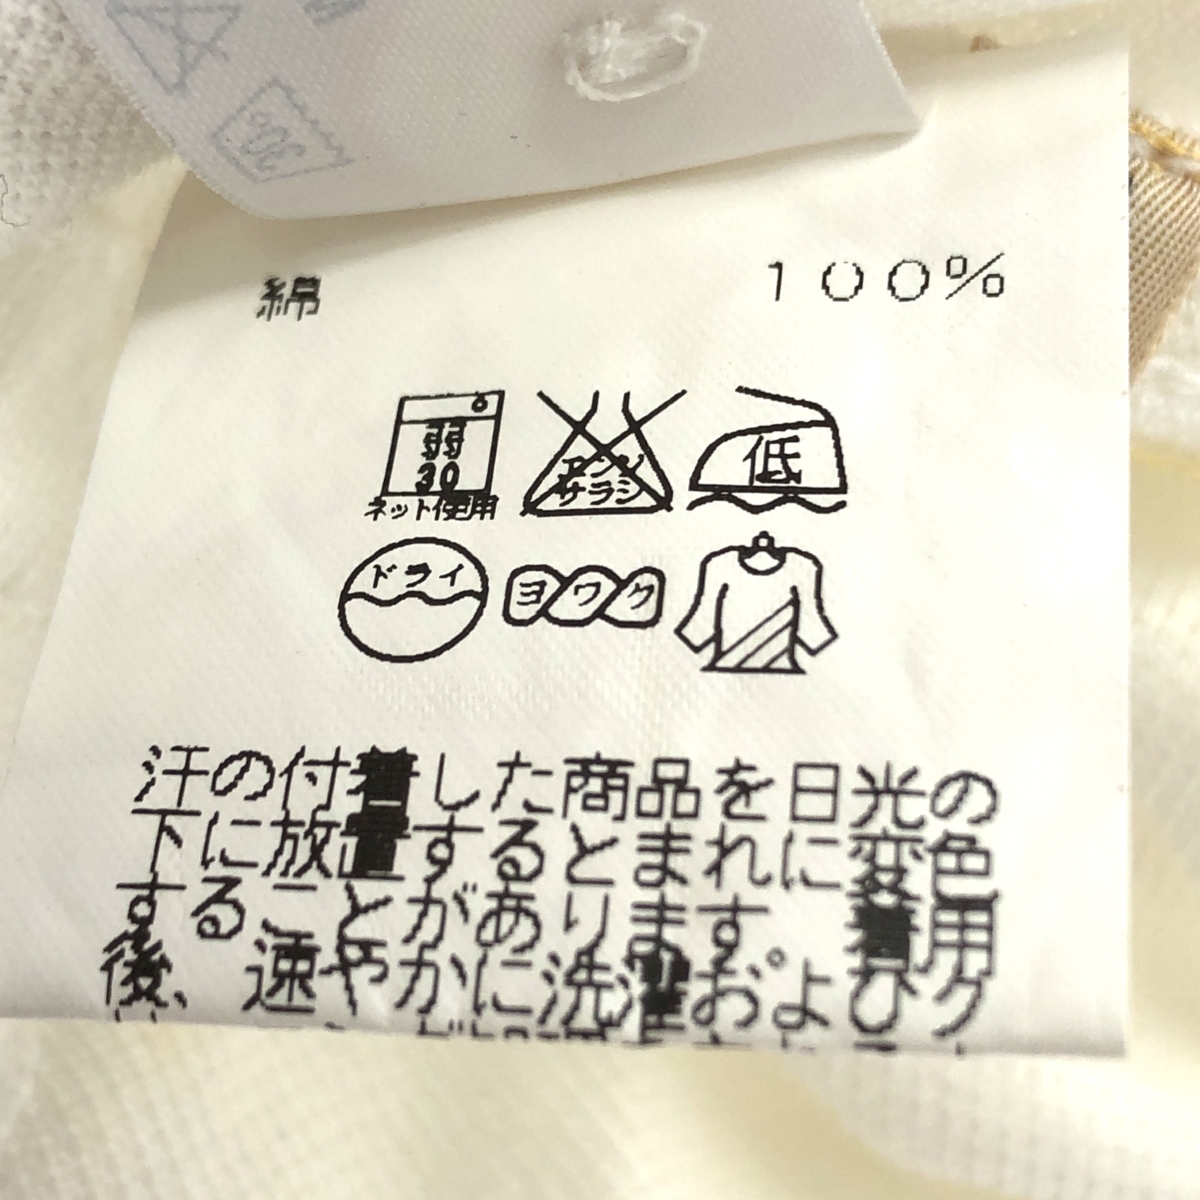 30
綿 100%
弱
30
ネット使用
エンソ
サラシ
低
ドライ
ヨワク
汗の付着した商品を日光の
下に放置するとまれに変色
することがあります。着用
後、速やかに洗濯およびク